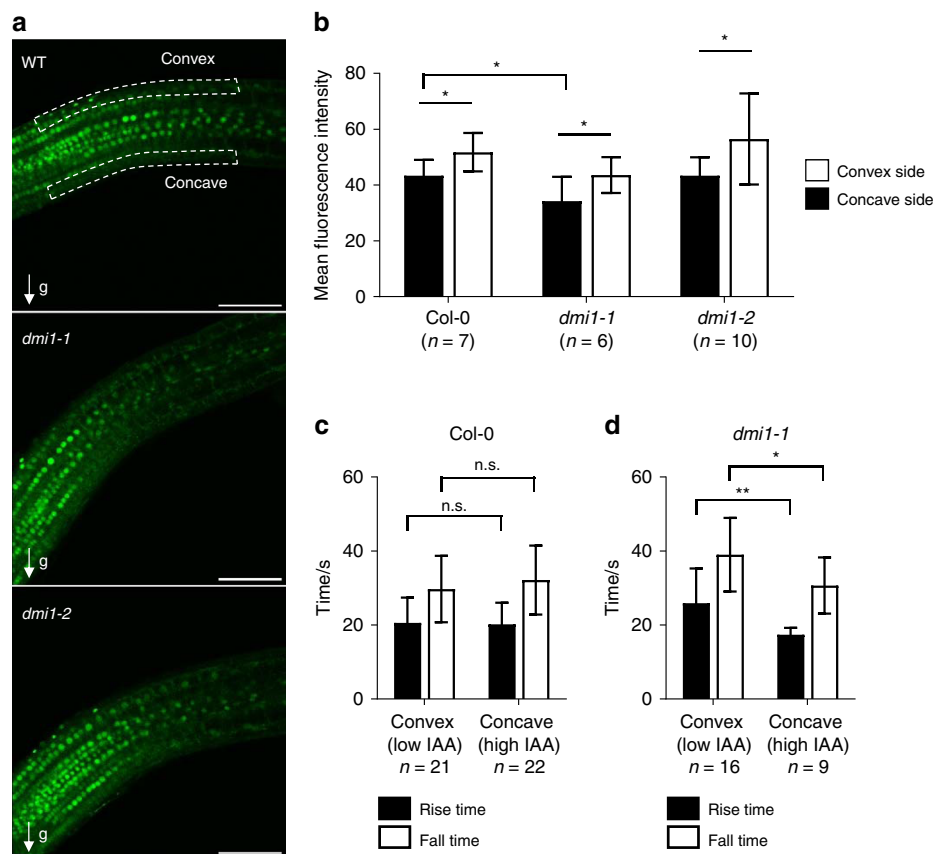 a
WT
Convex
Concave
g
dmi1-1
g
dmi1-2
g
b
Mean fluorescence intensity
80
60
40
20
0
*
*
*
*
Col-0
(n = 7)
dmi1-1
(n = 6)
dmi1-2
(n = 10)
Convex side
Concave side
c
Col-0
Time/s
60
40
20
0
n.s.
n.s.
Convex
(low IAA)
n = 21
Concave
(high IAA)
n = 22
Rise time
Fall time
d
dmi1-1
Time/s
60
40
20
0
*
**
Convex
(low IAA)
n = 16
Concave
(high IAA)
n = 9
Rise time
Fall time